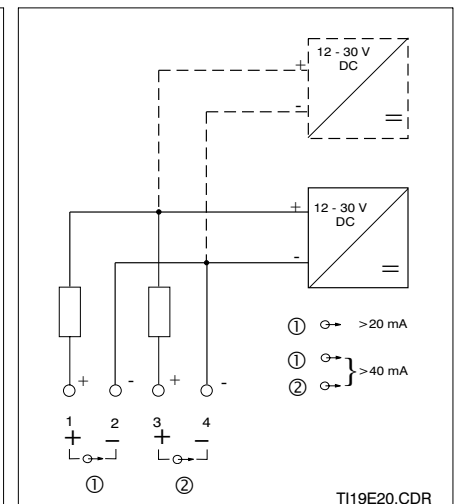 12 - 30 V
DC
+
-
=
12 - 30 V
DC
+
-
=
① >20 mA
①
② } >40 mA
+ - + -
1 2 3 4
+ − + −
① ②
TI19E20.CDR